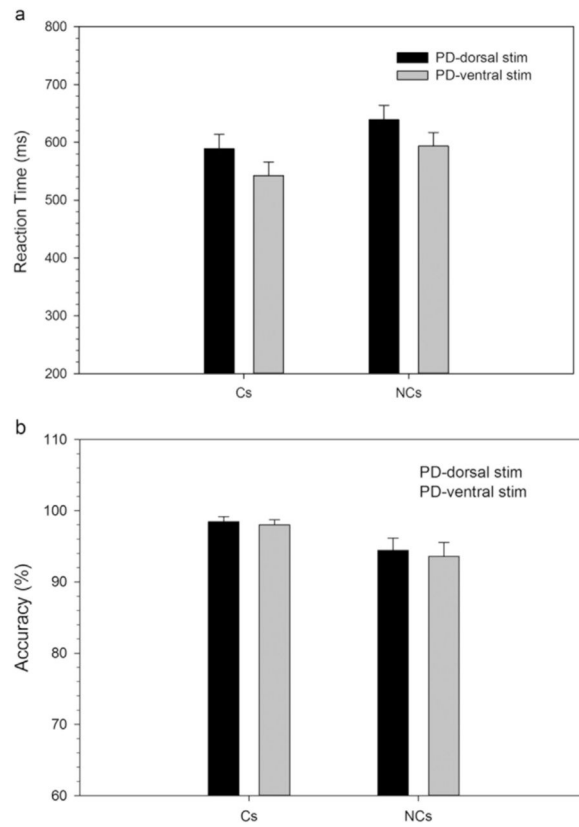 a
800
PD-dorsal stim
700
PD-ventral stim
600
500
400
300
200
Reaction Time (ms)
Cs NCs
b
110
PD-dorsal stim
PD-ventral stim
100
90
80
70
60
Accuracy (%)
Cs NCs